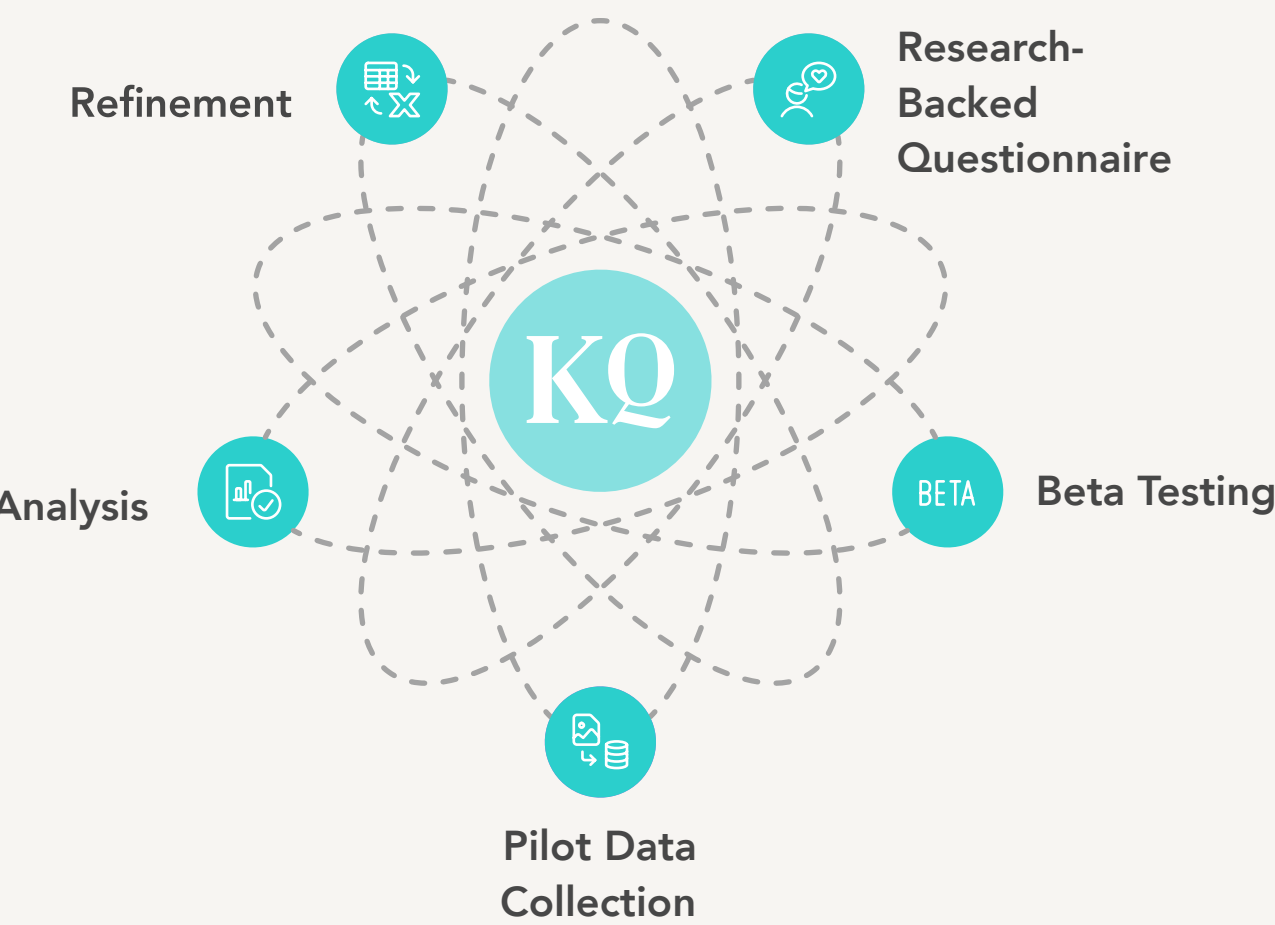 Refinement
Research-
Backed
Questionnaire
KQ
Analysis
BETA
Beta Testing
Pilot Data
Collection